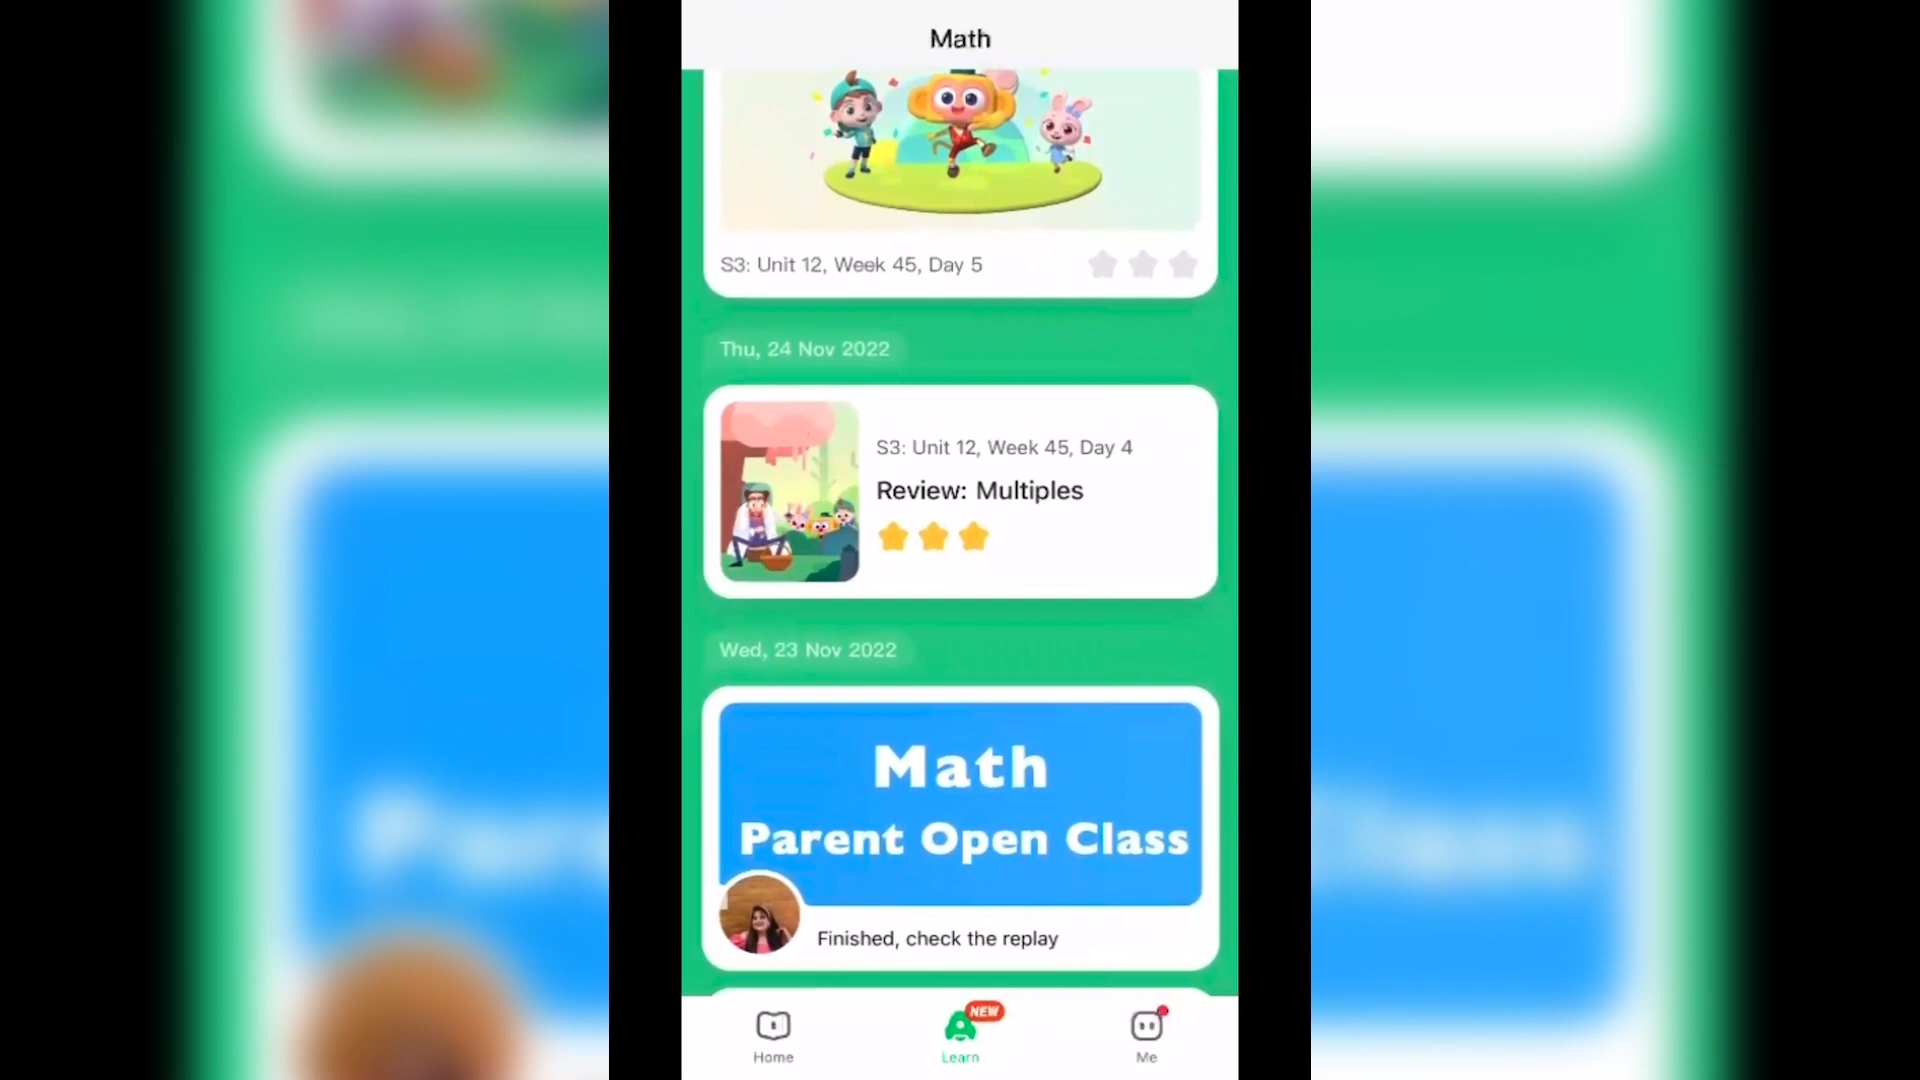 Math
S3: Unit 12, Week 45, Day 5
Thu, 24 Nov 2022
S3: Unit 12, Week 45, Day 4
Review: Multiples
Wed, 23 Nov 2022
Math
Parent Open Class
Finished, check the replay
NEW
Home
Learn
Me